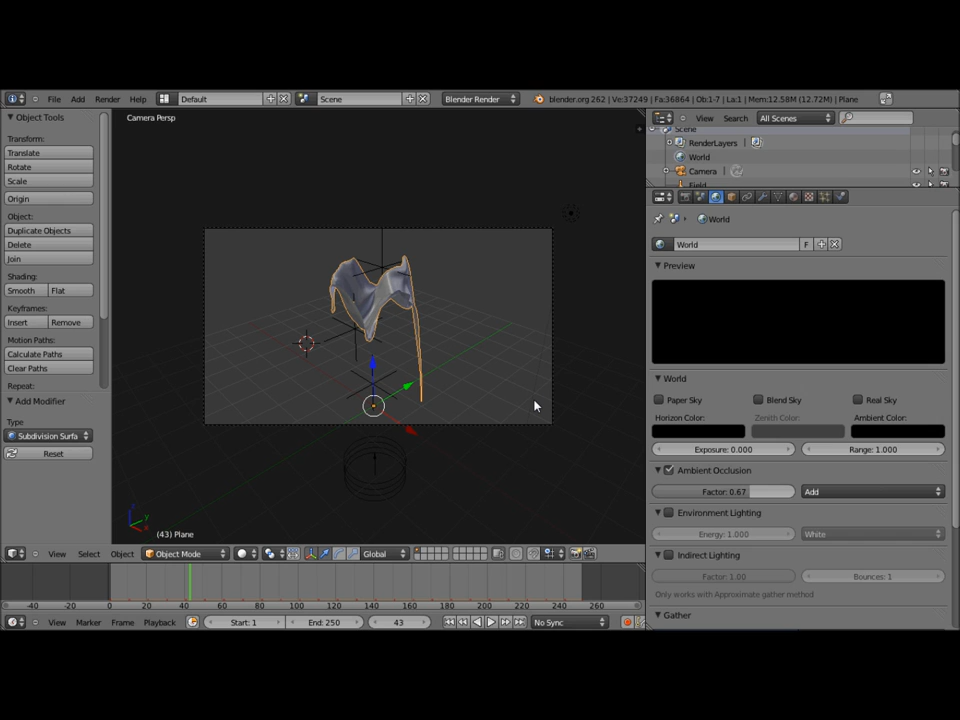 File Add Render Help Default Scene Blender Render blender.org 262 | Ve:37249 | Fa:36864 | Ob:1-7 | La:1 | Mem:12.58M (12.72M) | Plane
Object Tools
Transform:
Translate
Rotate
Scale
Origin
Object:
Duplicate Objects
Delete
Join
Shading:
Smooth Flat
Keyframes:
Insert Remove
Motion Paths:
Calculate Paths
Clear Paths
Repeat:
Add Modifier
Type
Subdivision Surfa
Reset
Camera Persp
(43) Plane
View Select Object Object Mode Global
-40 -20 0 20 40 60 80 100 120 140 160 180 200 220 240 260
View Marker Frame Playback Start: 1 End: 250 43 No Sync
View Search All Scenes
Scene
RenderLayers
World
Camera
Field
World
World F
Preview
World
Paper Sky Blend Sky Real Sky
Horizon Color: Zenith Color: Ambient Color:
Exposure: 0.000 Range: 1.000
Ambient Occlusion
Factor: 0.67 Add
Environment Lighting
Energy: 1.000 White
Indirect Lighting
Factor: 1.00 Bounces: 1
Only works with Approximate gather method
Gather